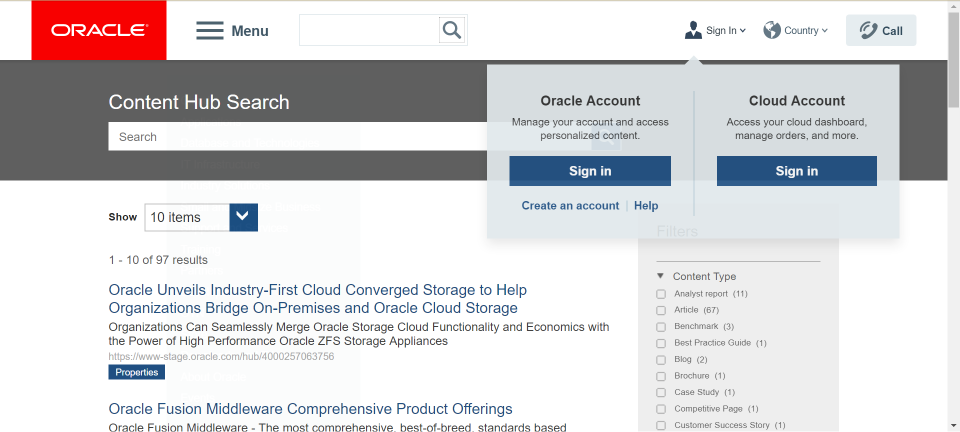 ORACLE
Menu
Sign In
Country
Call
Content Hub Search
Search
Oracle Account
Manage your account and access
personalized content.
Sign in
Create an account | Help
Cloud Account
Access your cloud dashboard,
manage orders, and more.
Sign in
Show
10 items
1 - 10 of 97 results
Oracle Unveils Industry-First Cloud Converged Storage to Help
Organizations Bridge On-Premises and Oracle Cloud Storage
Organizations Can Seamlessly Merge Oracle Storage Cloud Functionality and Economics with
the Power of High Performance Oracle ZFS Storage Appliances
https://www-stage.oracle.com/hub/4000257063756
Properties
Oracle Fusion Middleware Comprehensive Product Offerings
Oracle Fusion Middleware - The most comprehensive, best-of-breed, standards based
Filters
Content Type
Analyst report (11)
Article (67)
Benchmark (3)
Best Practice Guide (1)
Blog (2)
Brochure (1)
Case Study (1)
Competitive Page (1)
Customer Success Story (1)